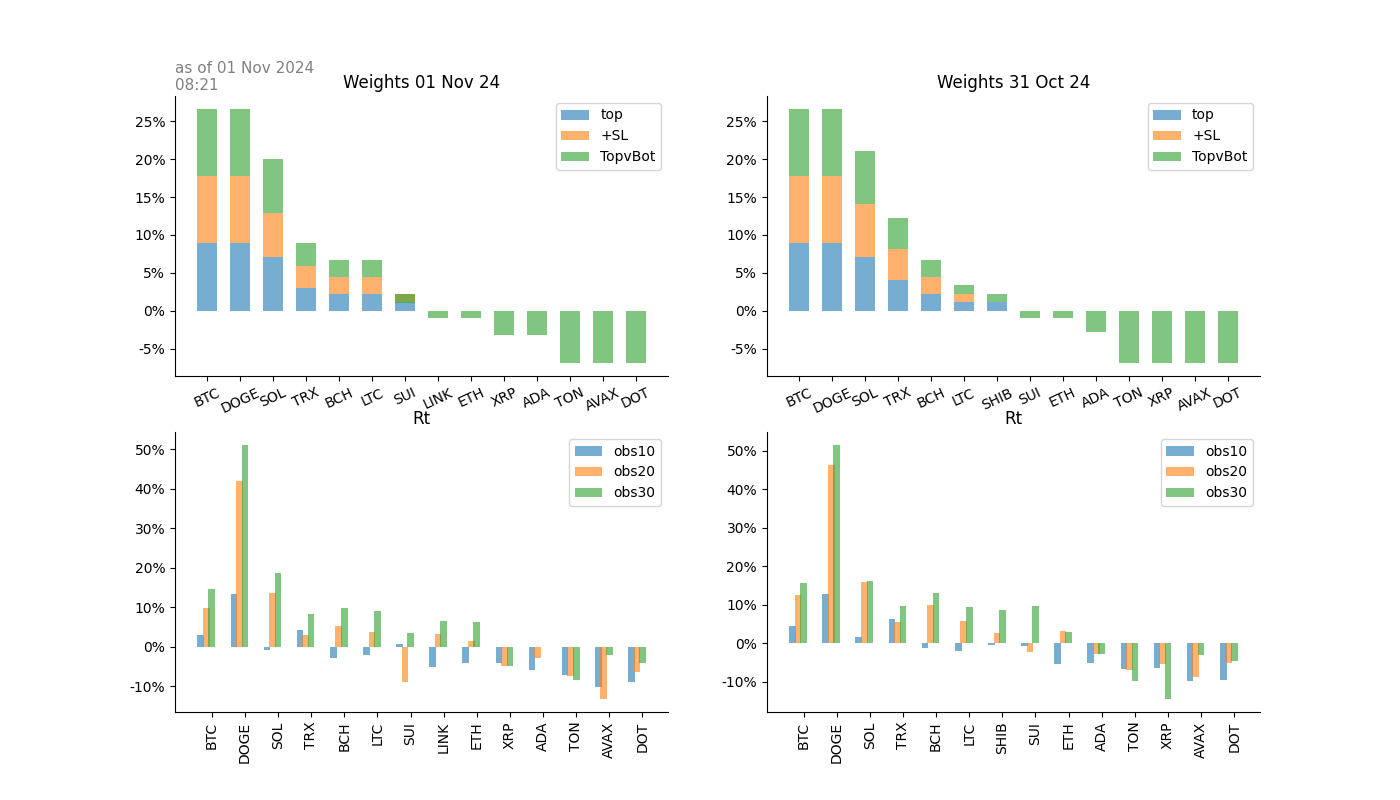 as of 01 Nov 2024
08:21
Weights 01 Nov 24
25%
20%
15%
10%
5%
0%
-5%
top
+SL
TopvBot
BTC DOGE SOL TRX BCH LTC SUI LINK ETH XRP ADA TON AVAX DOT
Weights 31 Oct 24
25%
20%
15%
10%
5%
0%
-5%
top
+SL
TopvBot
BTC DOGE SOL TRX BCH LTC SHIB SUI ETH ADA TON XRP AVAX DOT
Rt
50%
40%
30%
20%
10%
0%
-10%
obs10
obs20
obs30
BTC DOGE SOL TRX BCH LTC SUI LINK ETH XRP ADA TON AVAX DOT
Rt
50%
40%
30%
20%
10%
0%
-10%
obs10
obs20
obs30
BTC DOGE SOL TRX BCH LTC SHIB SUI ETH ADA TON XRP AVAX DOT